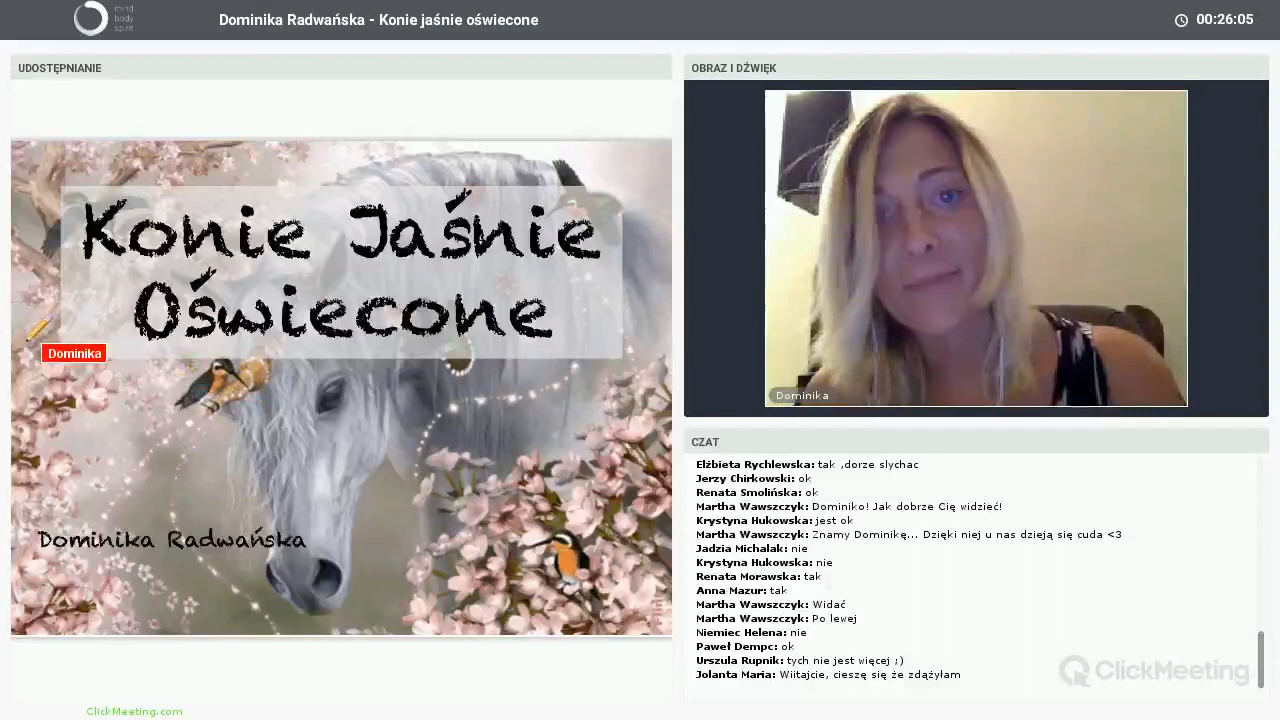 mind
body
spirit
Dominika Radwańska - Konie jaśnie oświecone
00:26:05
UDOSTĘPNIANIE
Konie Jaśnie
Oświecone
Dominika
Dominika Radwańska
OBRAZ I DŹWIĘK
Dominika
CZAT
Elżbieta Rychlewska: tak ,dorze slychac
Jerzy Chirkowski: ok
Renata Smolińska: ok
Martha Wawszczyk: Dominiko! Jak dobrze Cię widzieć!
Krystyna Hukowska: jest ok
Martha Wawszczyk: Znamy Dominikę... Dzięki niej u nas dzieją się cuda <3
Jadzia Michalak: nie
Krystyna Hukowska: nie
Renata Morawska: tak
Anna Mazur: tak
Martha Wawszczyk: Widać
Martha Wawszczyk: Po lewej
Niemiec Helena: nie
Paweł Dempc: ok
Urszula Rupnik: tych nie jest więcej ;)
Jolanta Maria: Wiitajcie, cieszę się że zdążyłam
ClickMeeting
ClickMeeting.com